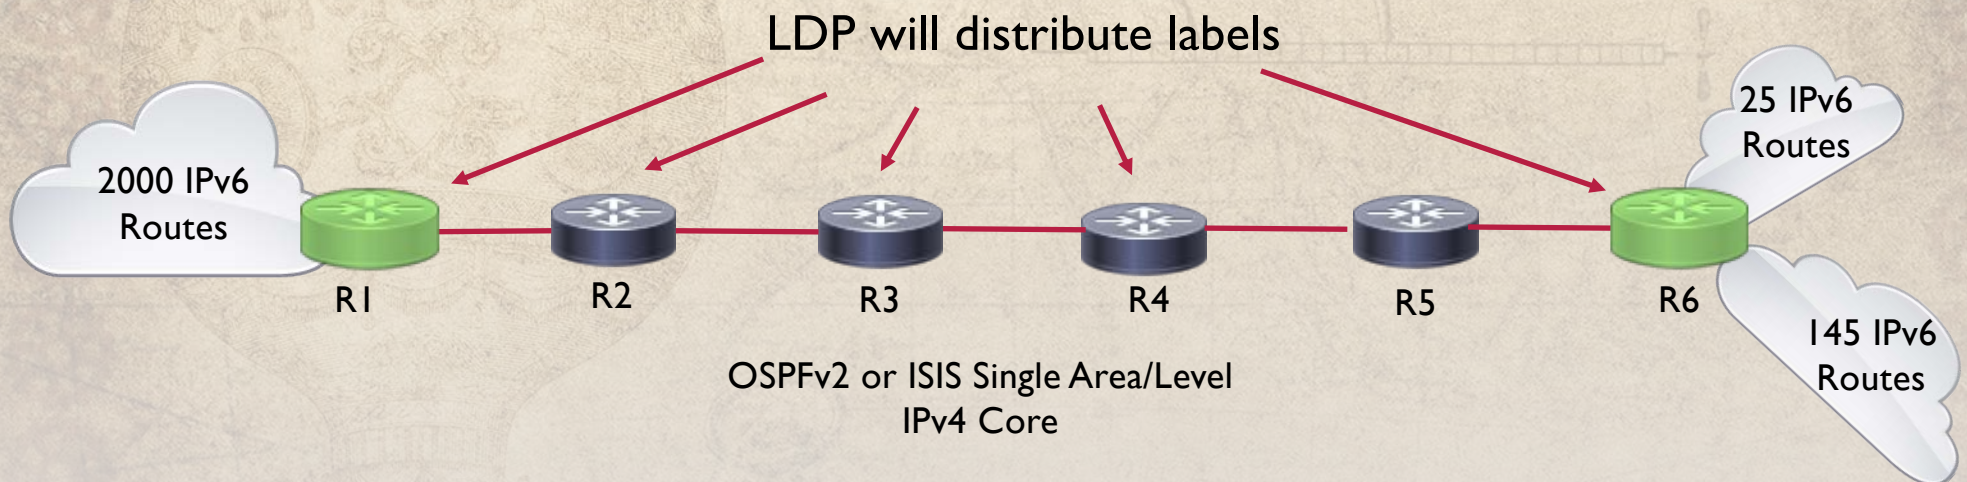 LDP will distribute labels
2000 IPv6
Routes
25 IPv6
Routes
R1
R2
R3
R4
R5
R6
145 IPv6
Routes
OSPFv2 or ISIS Single Area/Level
IPv4 Core